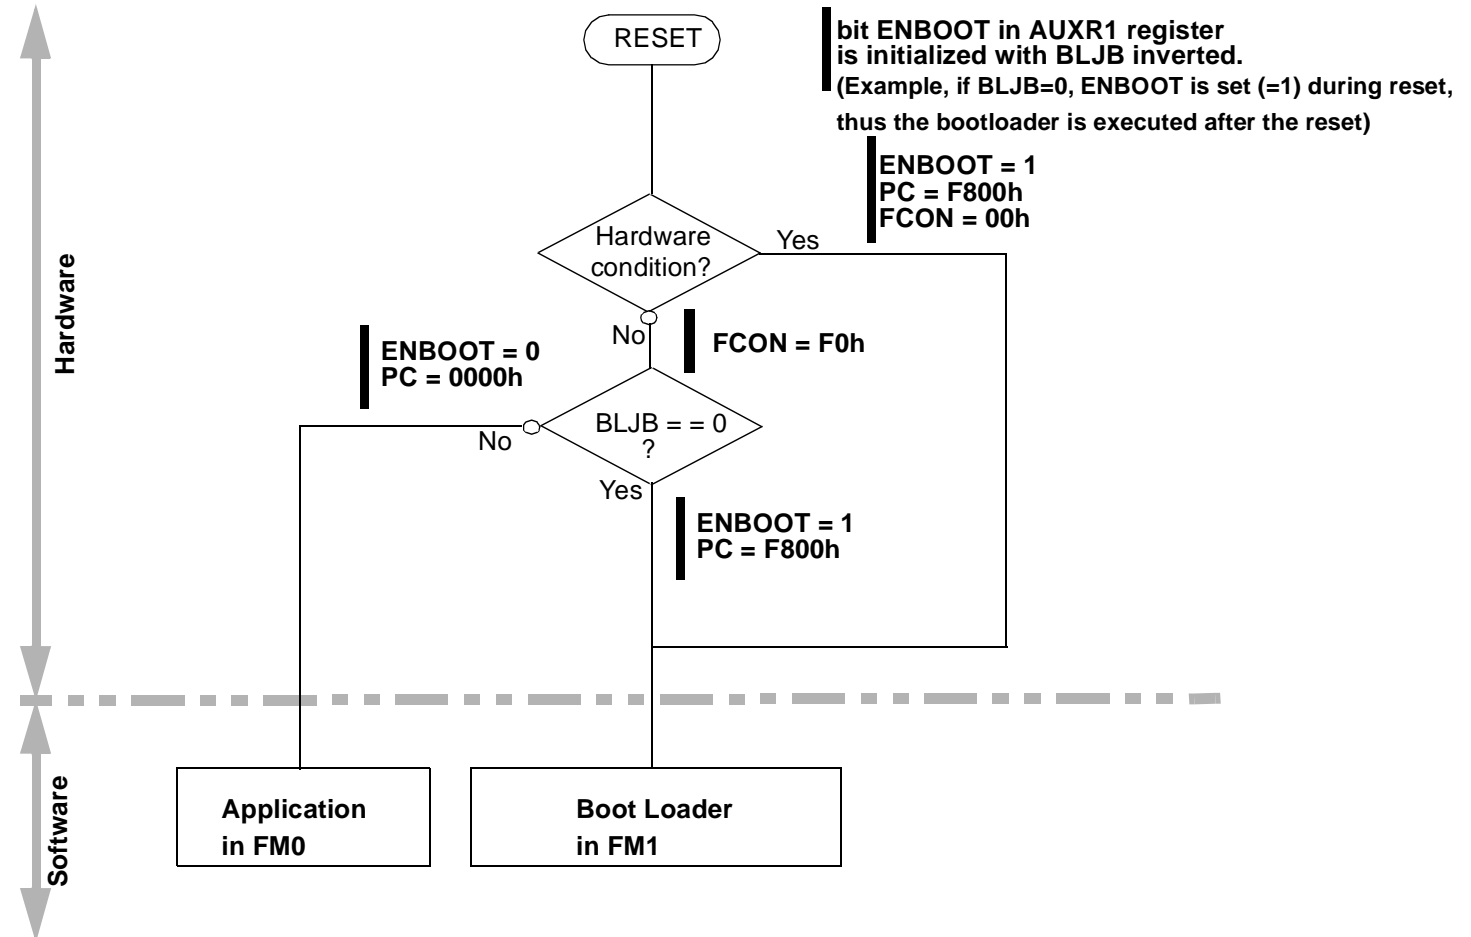 RESET
bit ENBOOT in AUXR1 register
is initialized with BLJB inverted.
(Example, if BLJB=0, ENBOOT is set (=1) during reset,
thus the bootloader is executed after the reset)
ENBOOT = 1
PC = F800h
FCON = 00h
Hardware
condition?
Yes
No
FCON = F0h
Hardware
ENBOOT = 0
PC = 0000h
BLJB = = 0
?
No
Yes
ENBOOT = 1
PC = F800h
Software
Application
in FM0
Boot Loader
in FM1